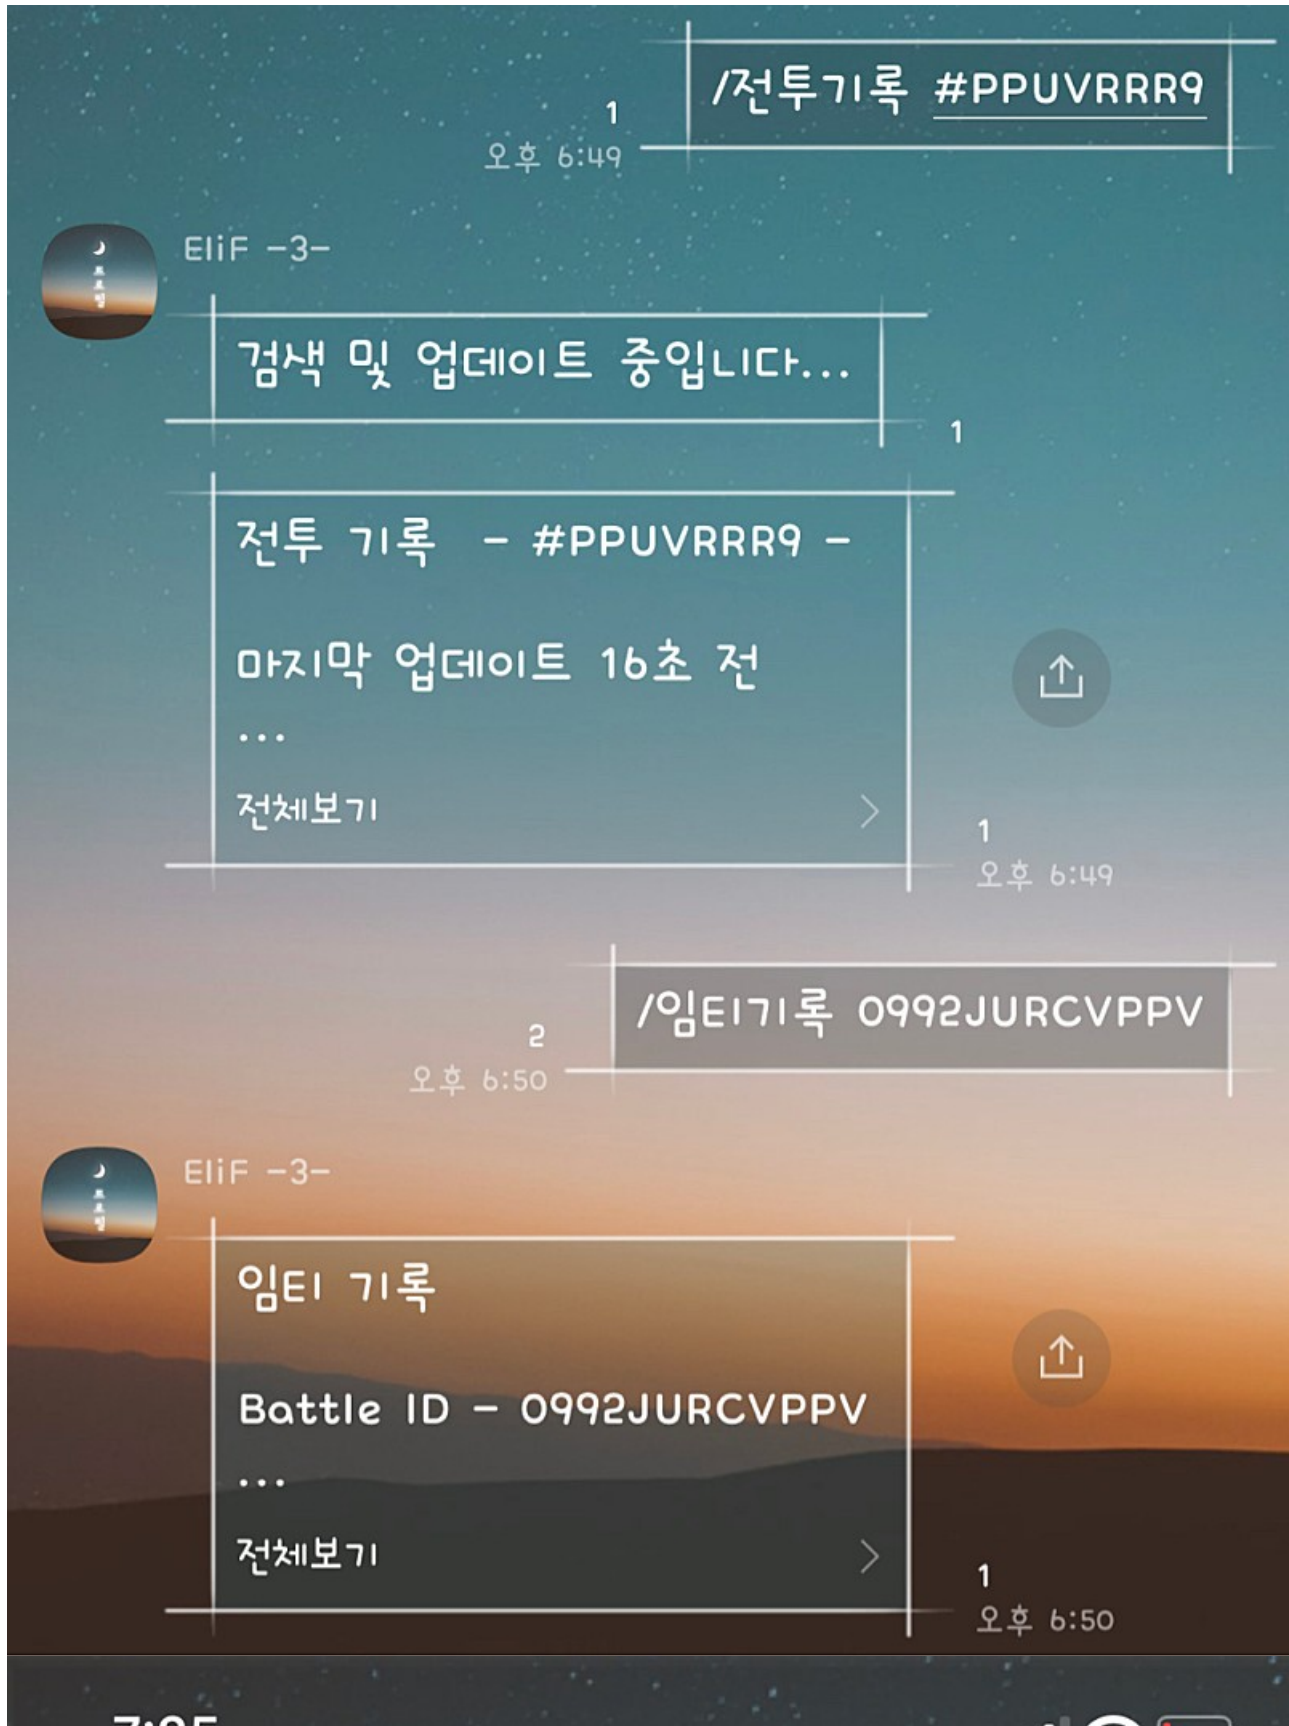 /전투기록 #PPUVRRR9
1
오후 6:49
EliF -3-
검색 및 업데이트 중입니다...
1
전투 기록 - #PPUVRRR9 -
마지막 업데이트 16초 전
...
전체보기
1
오후 6:49
/임티기록 0992JURCVPPV
2
오후 6:50
EliF -3-
임티 기록
Battle ID - 0992JURCVPPV
...
전체보기
1
오후 6:50